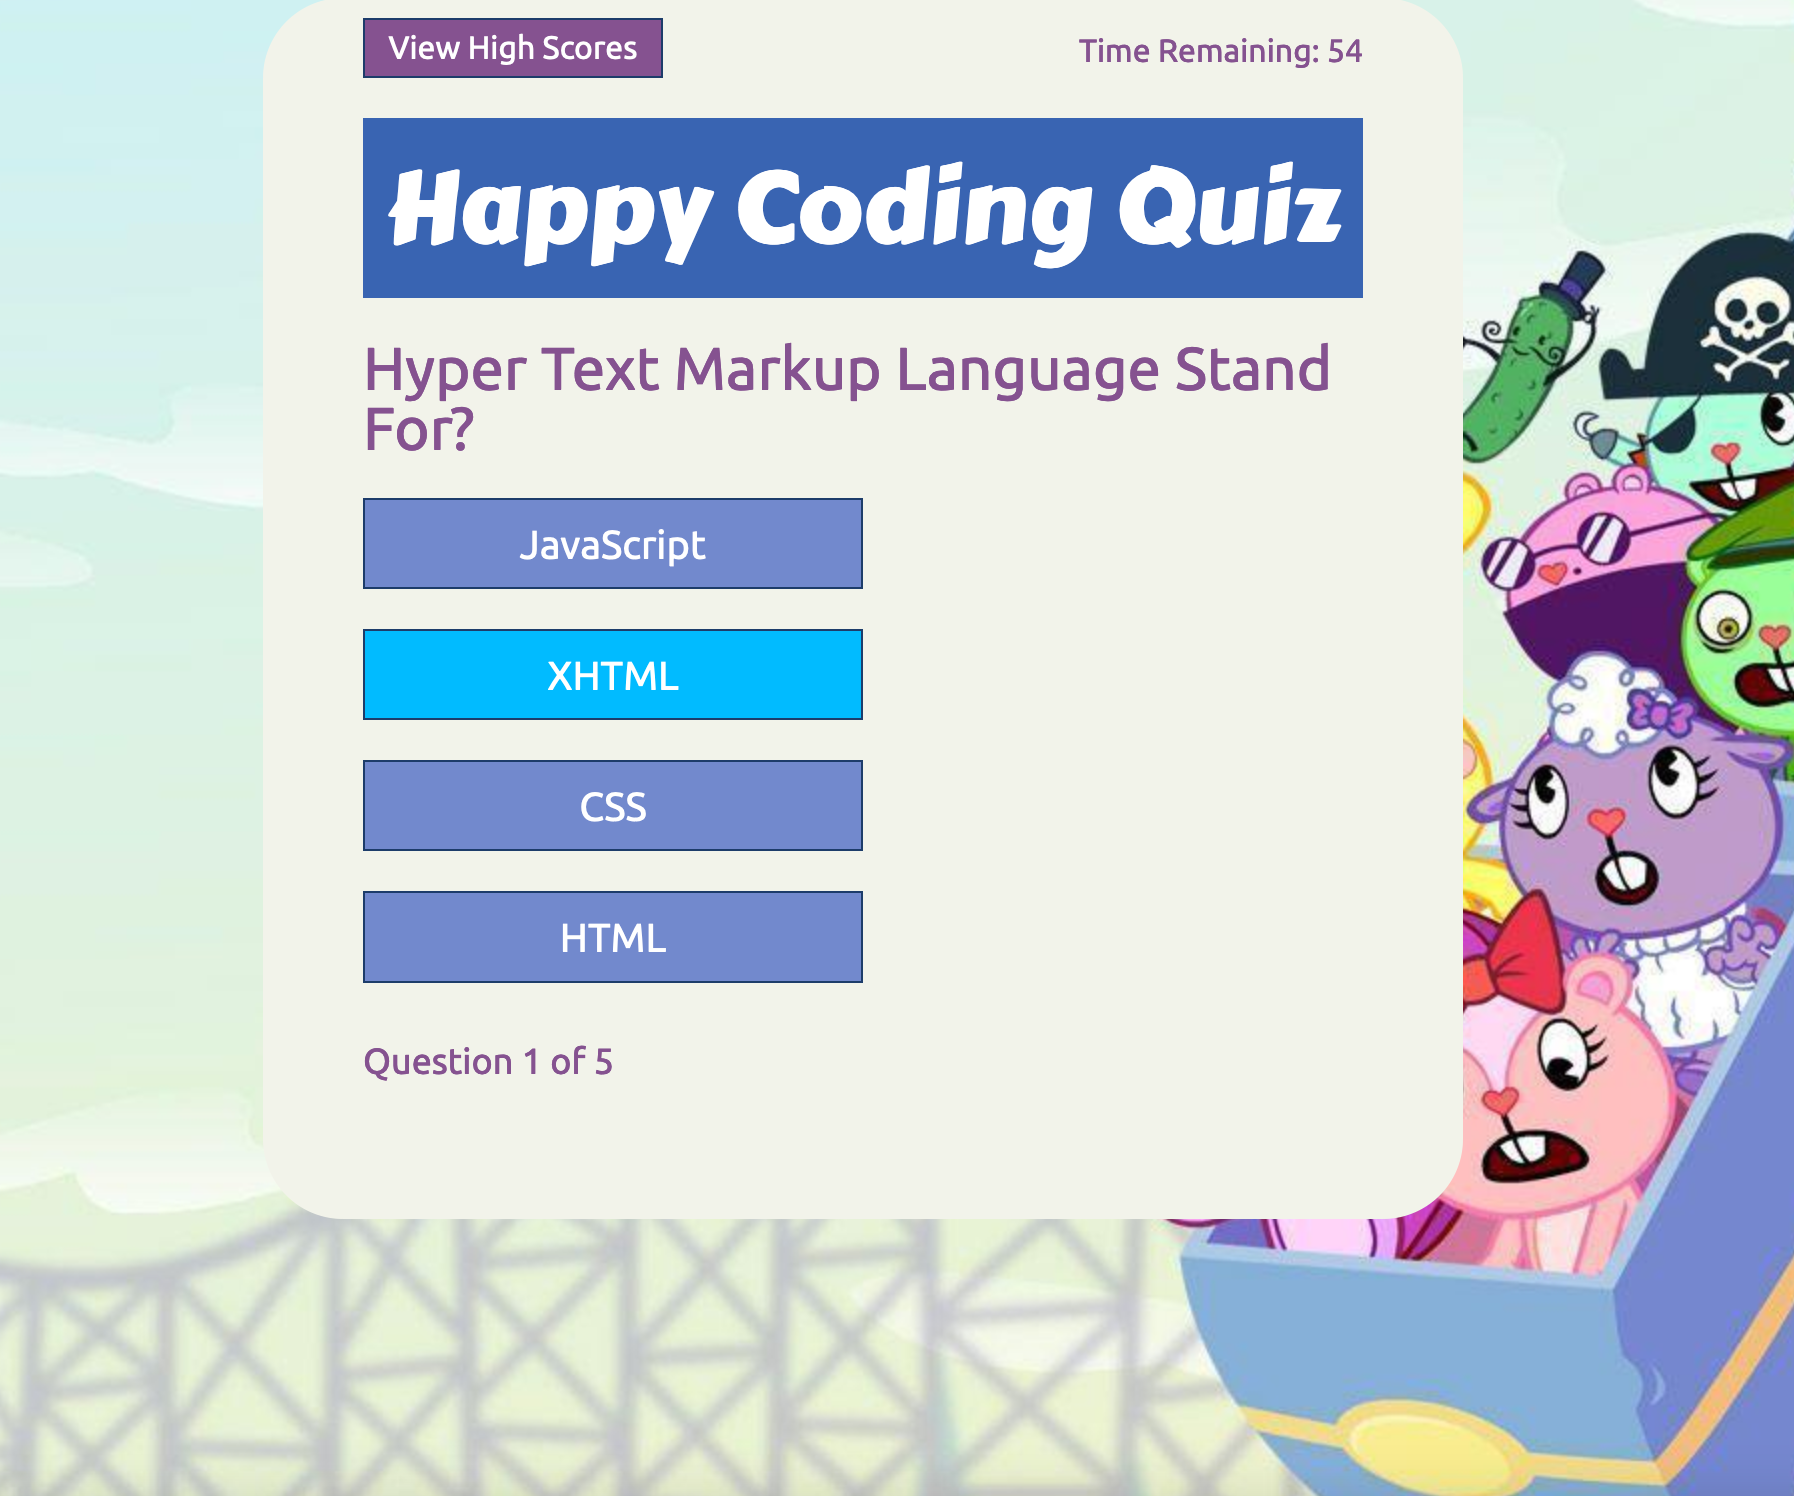 View High Scores
Time Remaining: 54
Happy Coding Quiz
Hyper Text Markup Language Stand
For?
JavaScript
XHTML
CSS
HTML
Question 1 of 5